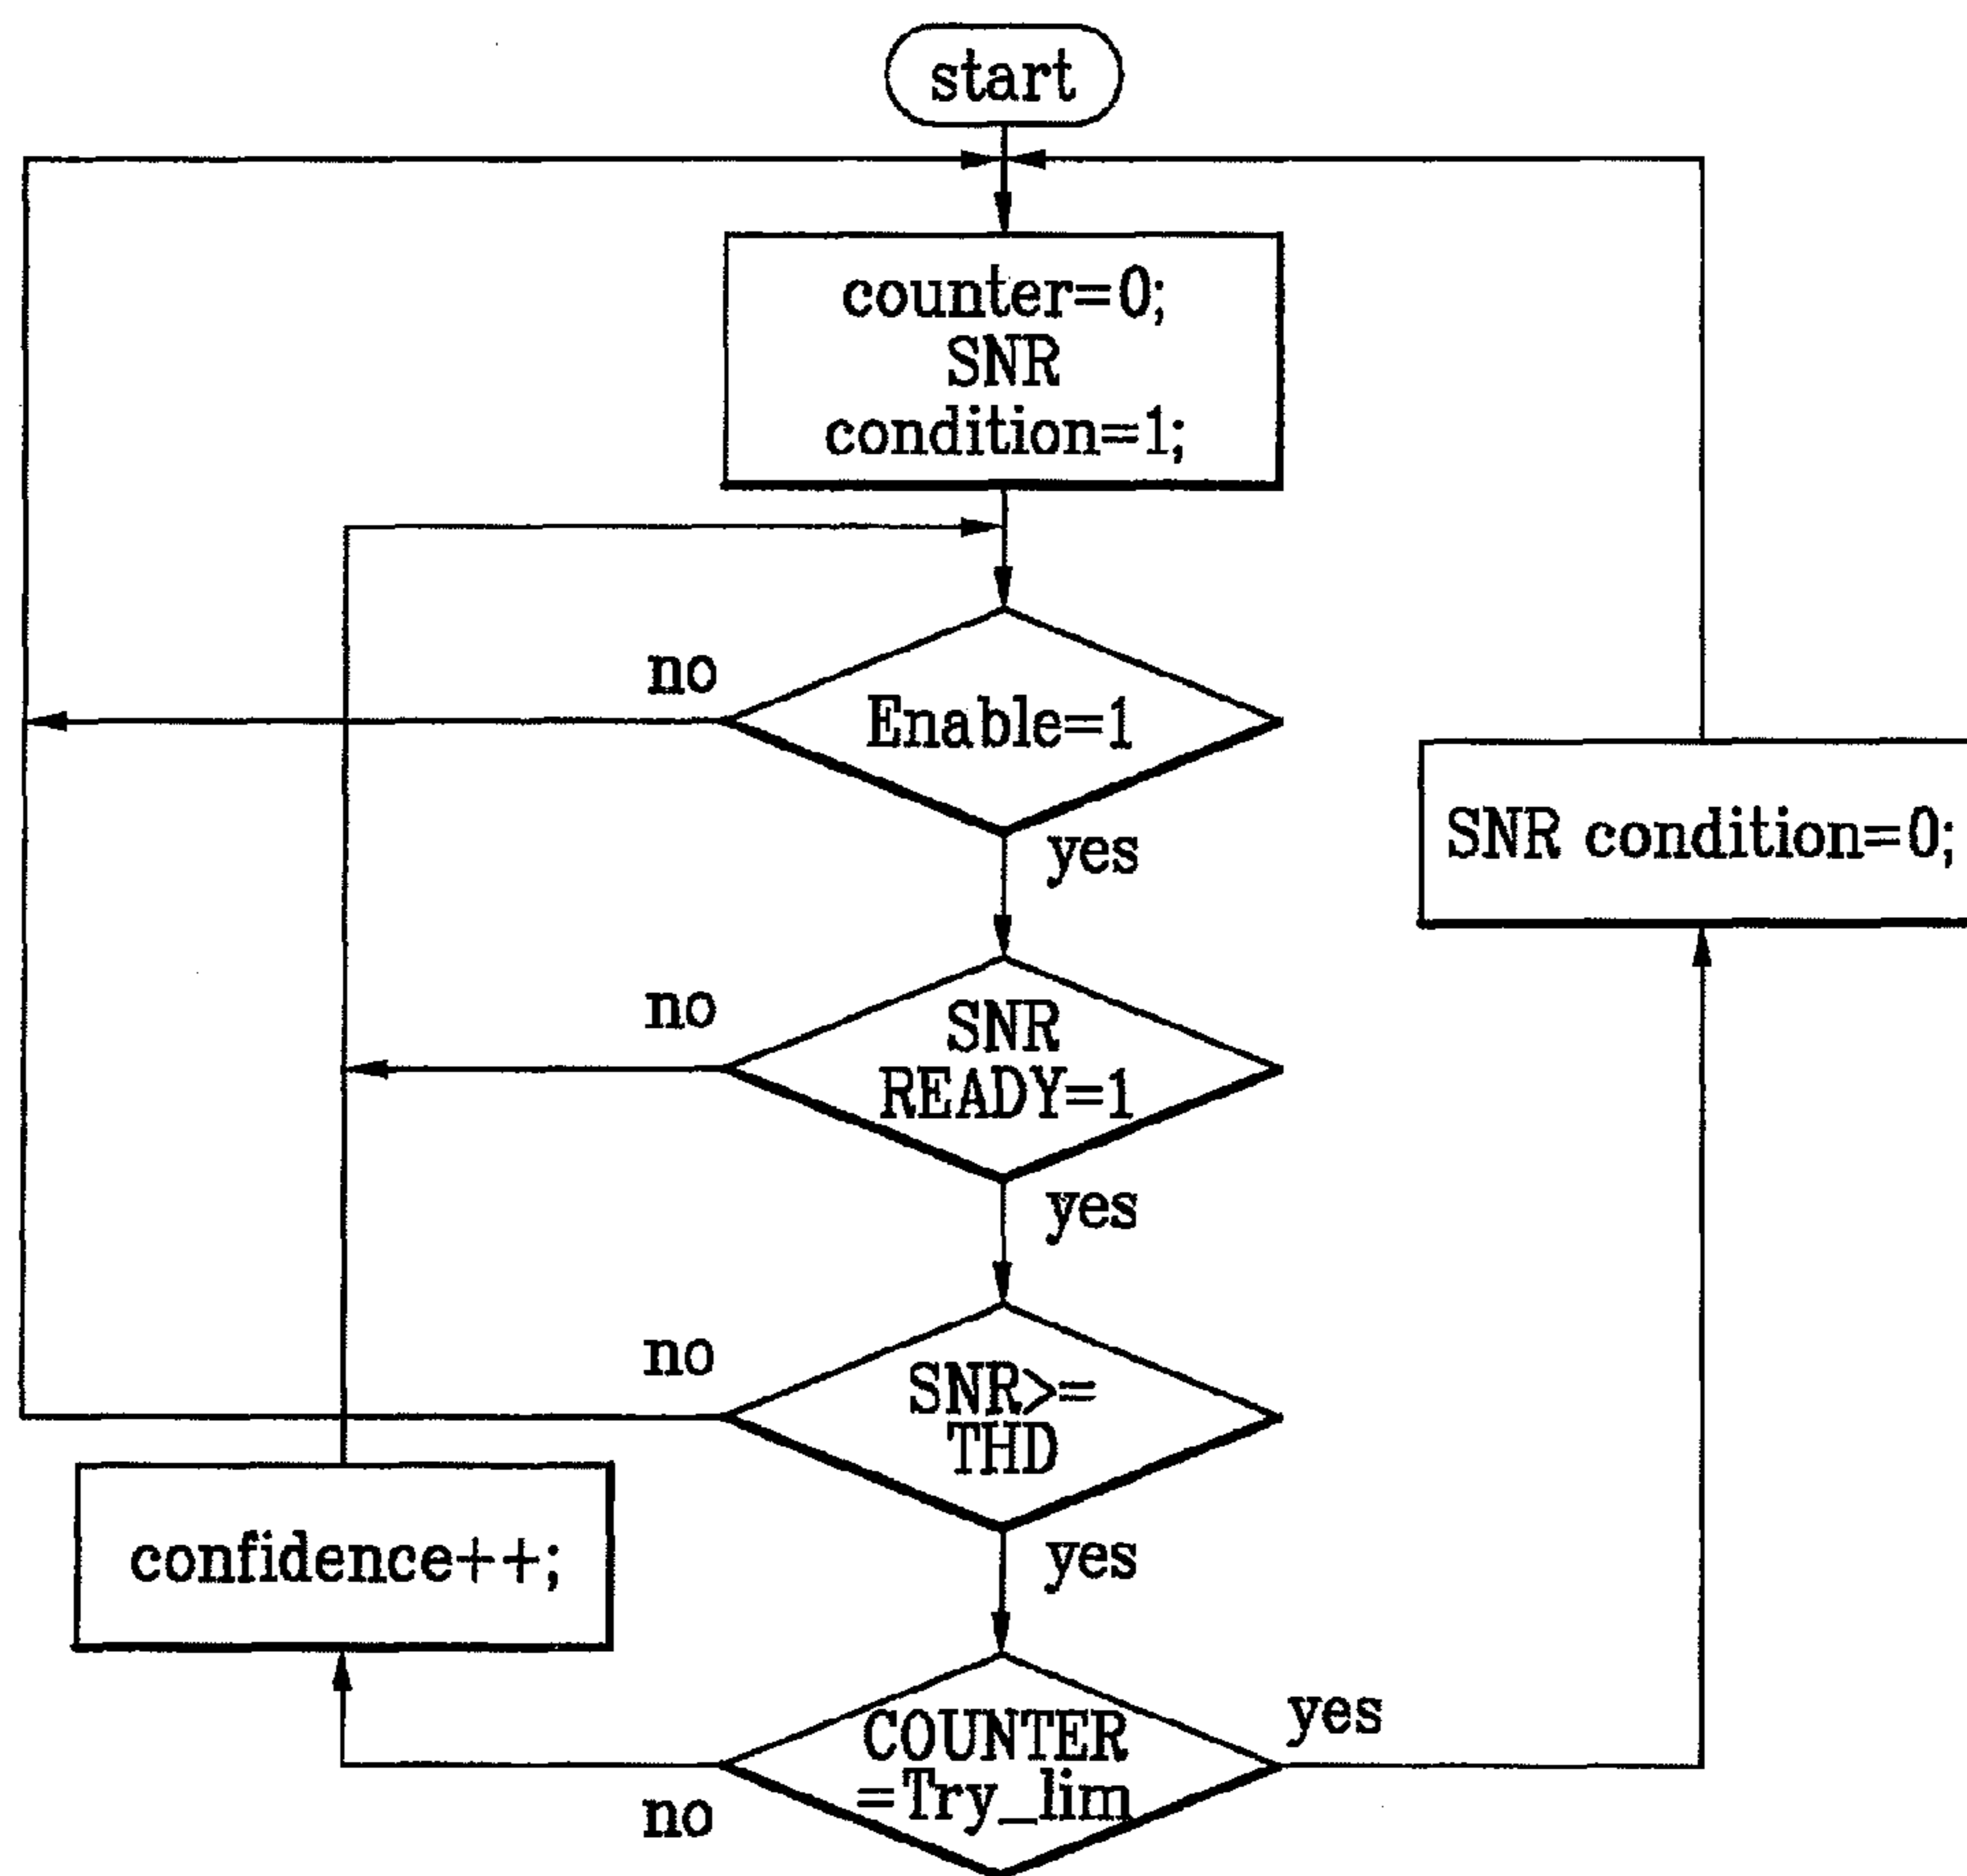 start
counter=0;
SNR
condition=1;
no
Enable=1
yes
SNR condition=0;
no
SNR
READY=1
yes
no
SNR>=
THD
yes
confidence++;
COUNTER
=Try_lim
yes
no